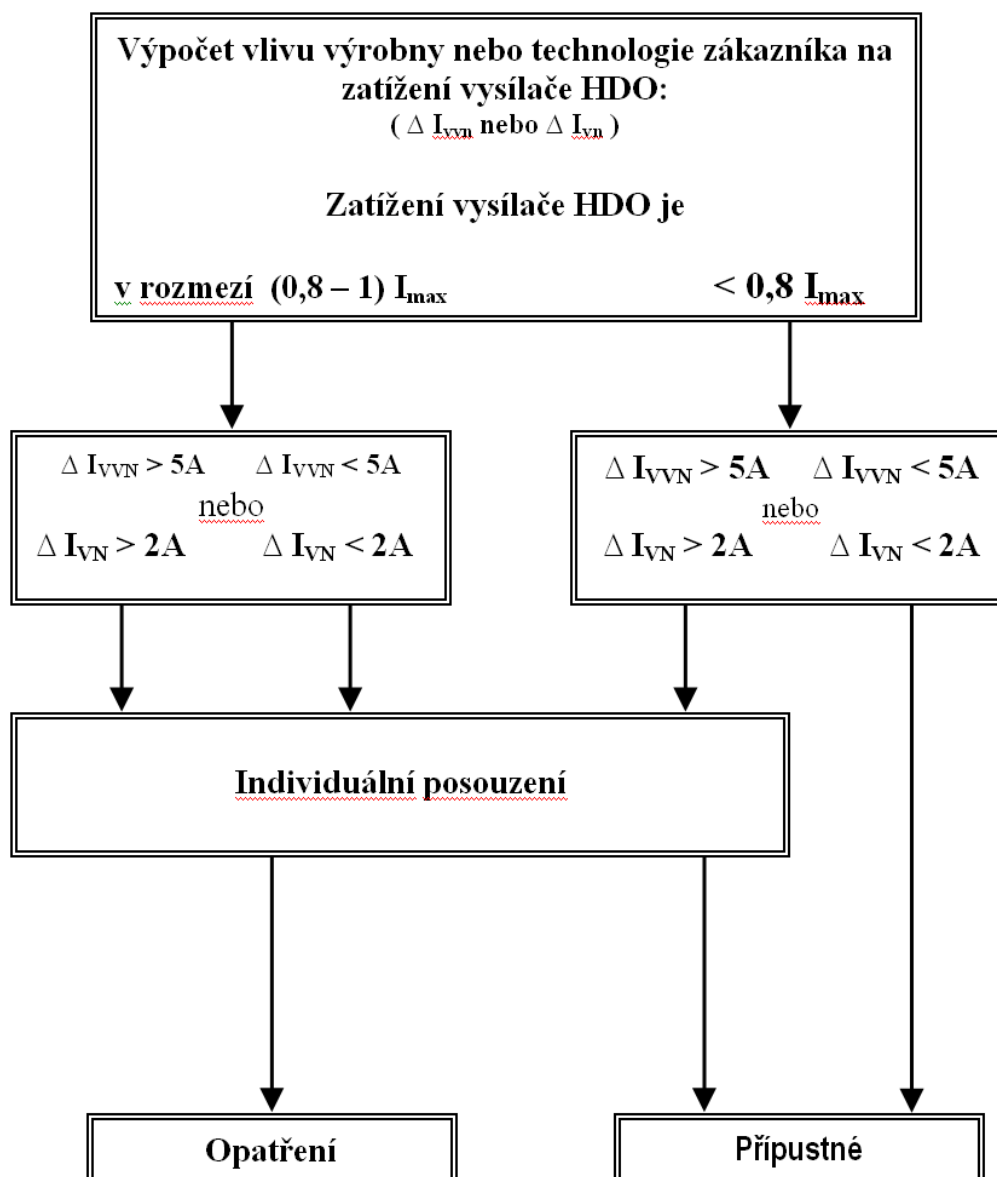 Výpočet vlivu výrobny nebo technologie zákazníka na
zatížení vysílače HDO:
( Δ Ivvn nebo Δ Ivn )
Zatížení vysílače HDO je
v rozmezí (0,8 – 1) Imax
< 0,8 Imax
Δ IVVN > 5A Δ IVVN < 5A
nebo
Δ IVN > 2A Δ IVN < 2A
Δ IVVN > 5A Δ IVVN < 5A
nebo
Δ IVN > 2A Δ IVN < 2A
Individuální posouzení
Opatření
Přípustné